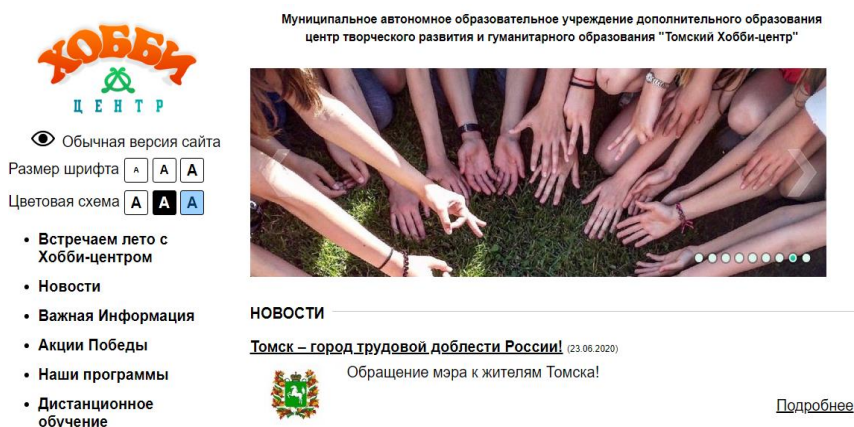 Муниципальное автономное образовательное учреждение дополнительного образования
центр творческого развития и гуманитарного образования "Томский Хобби-центр"
ХОББИ
ЦЕНТР
Обычная версия сайта
Размер шрифта A A A
Цветовая схема A A A
• Встречаем лето с
Хобби-центром
• Новости
• Важная Информация
• Акции Победы
• Наши программы
• Дистанционное
обучение
НОВОСТИ
Томск – город трудовой доблести России! (23.06.2020)
Обращение мэра к жителям Томска!
Подробнее